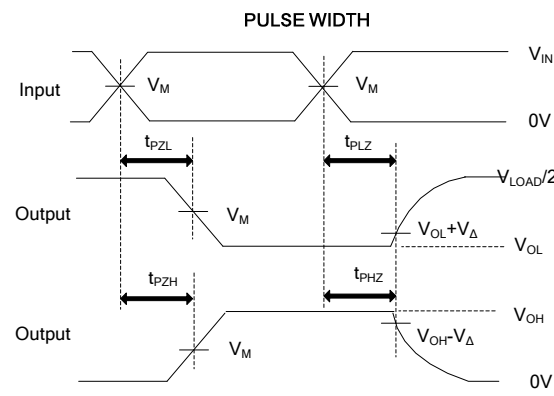 PULSE WIDTH
Input
VM
VM
VIN
0V
tPZL
tPLZ
Output
VM
VLOAD/2
VOL+VΔ
VOL
tPZH
tPHZ
Output
VM
VOH
VOH-VΔ
0V